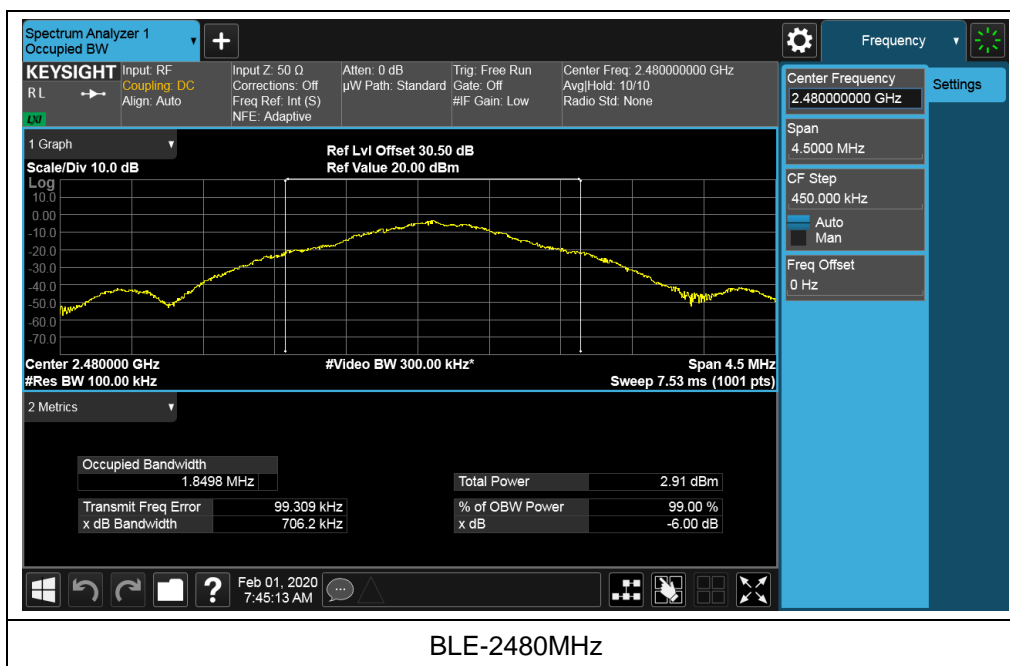 Spectrum Analyzer 1
Occupied BW
+
Frequency
KEYSIGHT
R L
LXI
Input: RF
Coupling: DC
Align: Auto
Input Z: 50 Ω
Corrections: Off
Freq Ref: Int (S)
NFE: Adaptive
Atten: 0 dB
µW Path: Standard
Trig: Free Run
Gate: Off
#IF Gain: Low
Center Freq: 2.480000000 GHz
Avg|Hold: 10/10
Radio Std: None
1 Graph
Scale/Div 10.0 dB
Ref Lvl Offset 30.50 dB
Ref Value 20.00 dBm
Log
10.0
0.00
-10.0
-20.0
-30.0
-40.0
-50.0
-60.0
-70.0
Center 2.480000 GHz
#Video BW 300.00 kHz*
Span 4.5 MHz
#Res BW 100.00 kHz
Sweep 7.53 ms (1001 pts)
2 Metrics
Occupied Bandwidth
1.8498 MHz
Total Power 2.91 dBm
Transmit Freq Error 99.309 kHz
% of OBW Power 99.00 %
x dB Bandwidth 706.2 kHz
x dB -6.00 dB
Center Frequency
2.480000000 GHz
Settings
Span
4.5000 MHz
CF Step
450.000 kHz
Auto
Man
Freq Offset
0 Hz
?
Feb 01, 2020
7:45:13 AM
BLE-2480MHz